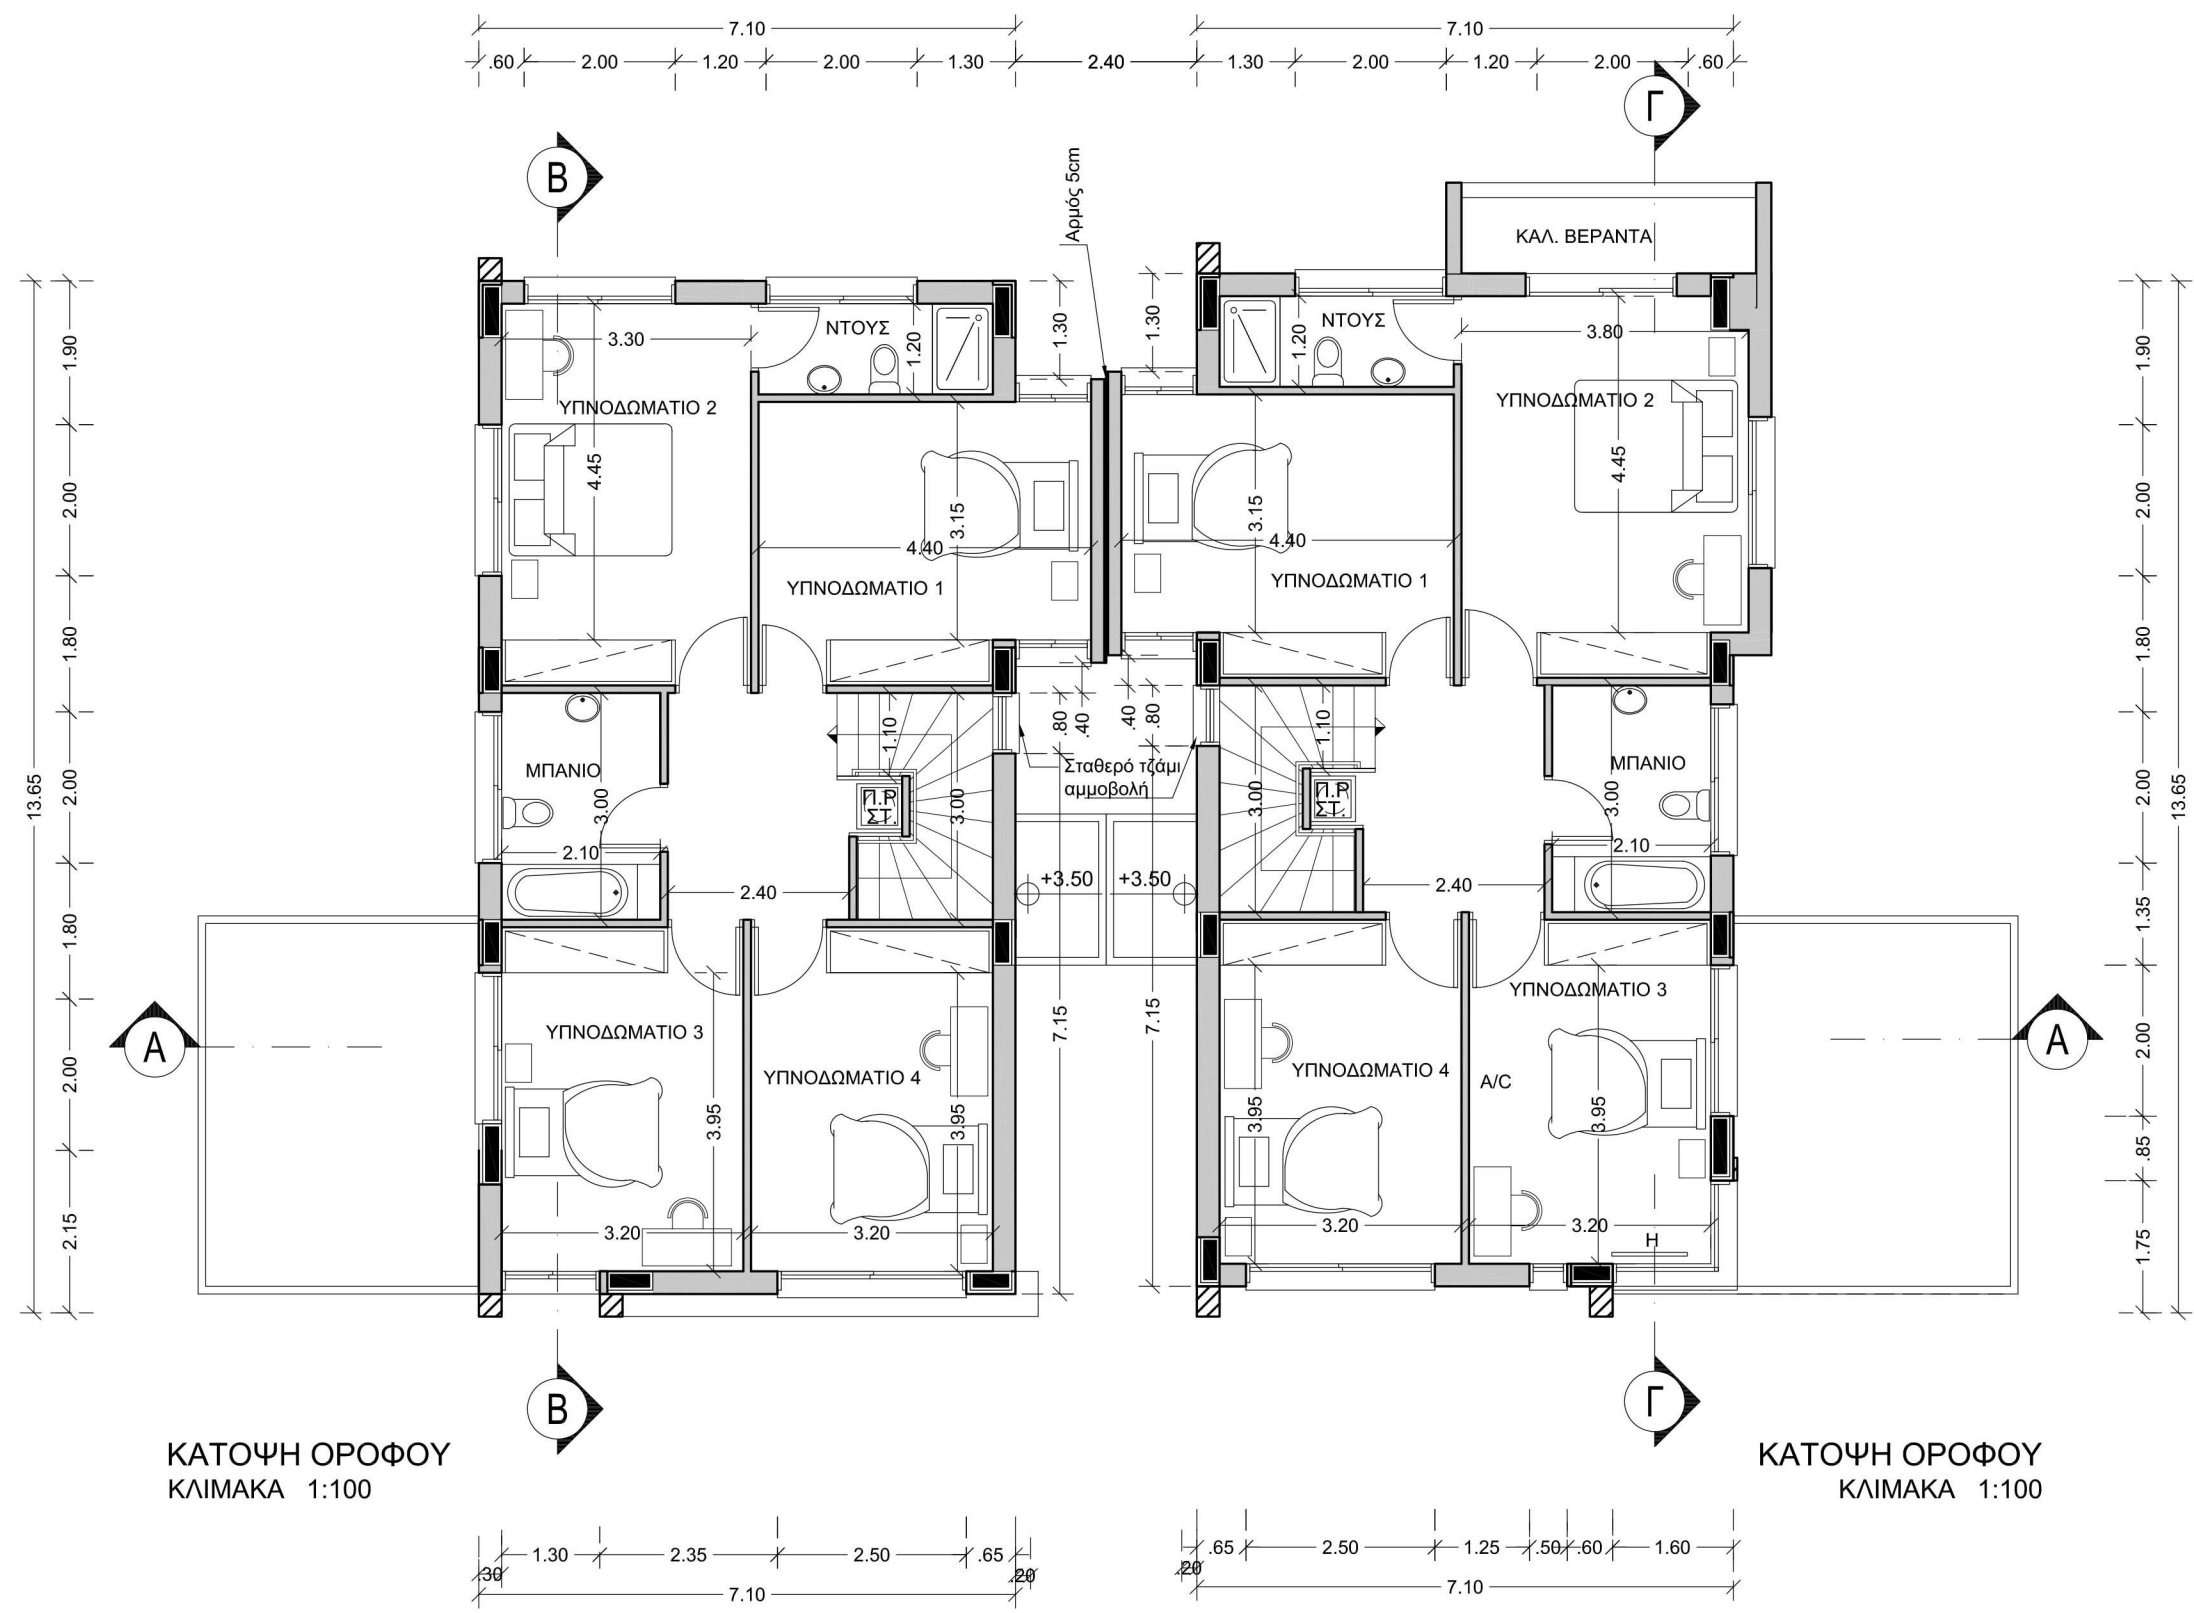 7.10
7.10
.60 2.00 1.20 2.00 1.30 2.40 1.30 2.00 1.20 2.00 .60
Γ
B
Αρμός 5cm
ΚΑΛ. ΒΕΡΑΝΤΑ
1.90
1.30
1.30
1.90
3.30
ΝΤΟΥΣ
1.20
1.20
ΝΤΟΥΣ
3.80
ΥΠΝΟΔΩΜΑΤΙΟ 2
ΥΠΝΟΔΩΜΑΤΙΟ 2
4.45
4.45
2.00
3.15
3.15
2.00
4.40
4.40
ΥΠΝΟΔΩΜΑΤΙΟ 1
ΥΠΝΟΔΩΜΑΤΙΟ 1
1.80
1.80
1.10
.80
.40
.40
.80
1.10
ΜΠΑΝΙΟ
Σταθερό τζάμι
αμμοβολή
ΜΠΑΝΙΟ
13.65
2.00
3.00
Π.Ρ
ΣΤ.
3.00
3.00
Π.Ρ
ΣΤ.
3.00
2.00
13.65
2.10
2.10
2.40
+3.50
+3.50
2.40
1.80
1.35
ΥΠΝΟΔΩΜΑΤΙΟ 3
ΥΠΝΟΔΩΜΑΤΙΟ 3
A
7.15
7.15
A
2.00
2.00
ΥΠΝΟΔΩΜΑΤΙΟ 4
ΥΠΝΟΔΩΜΑΤΙΟ 4
A/C
3.95
3.95
3.95
3.95
.85
2.15
3.20
3.20
3.20
3.20
1.75
H
B
Γ
ΚΑΤΟΨΗ ΟΡΟΦΟΥ
ΚΛΙΜΑΚΑ 1:100
ΚΑΤΟΨΗ ΟΡΟΦΟΥ
ΚΛΙΜΑΚΑ 1:100
1.30 2.35 2.50 .65
.65 2.50 1.25 .50 .60 1.60
.30 .20
.20
7.10
7.10